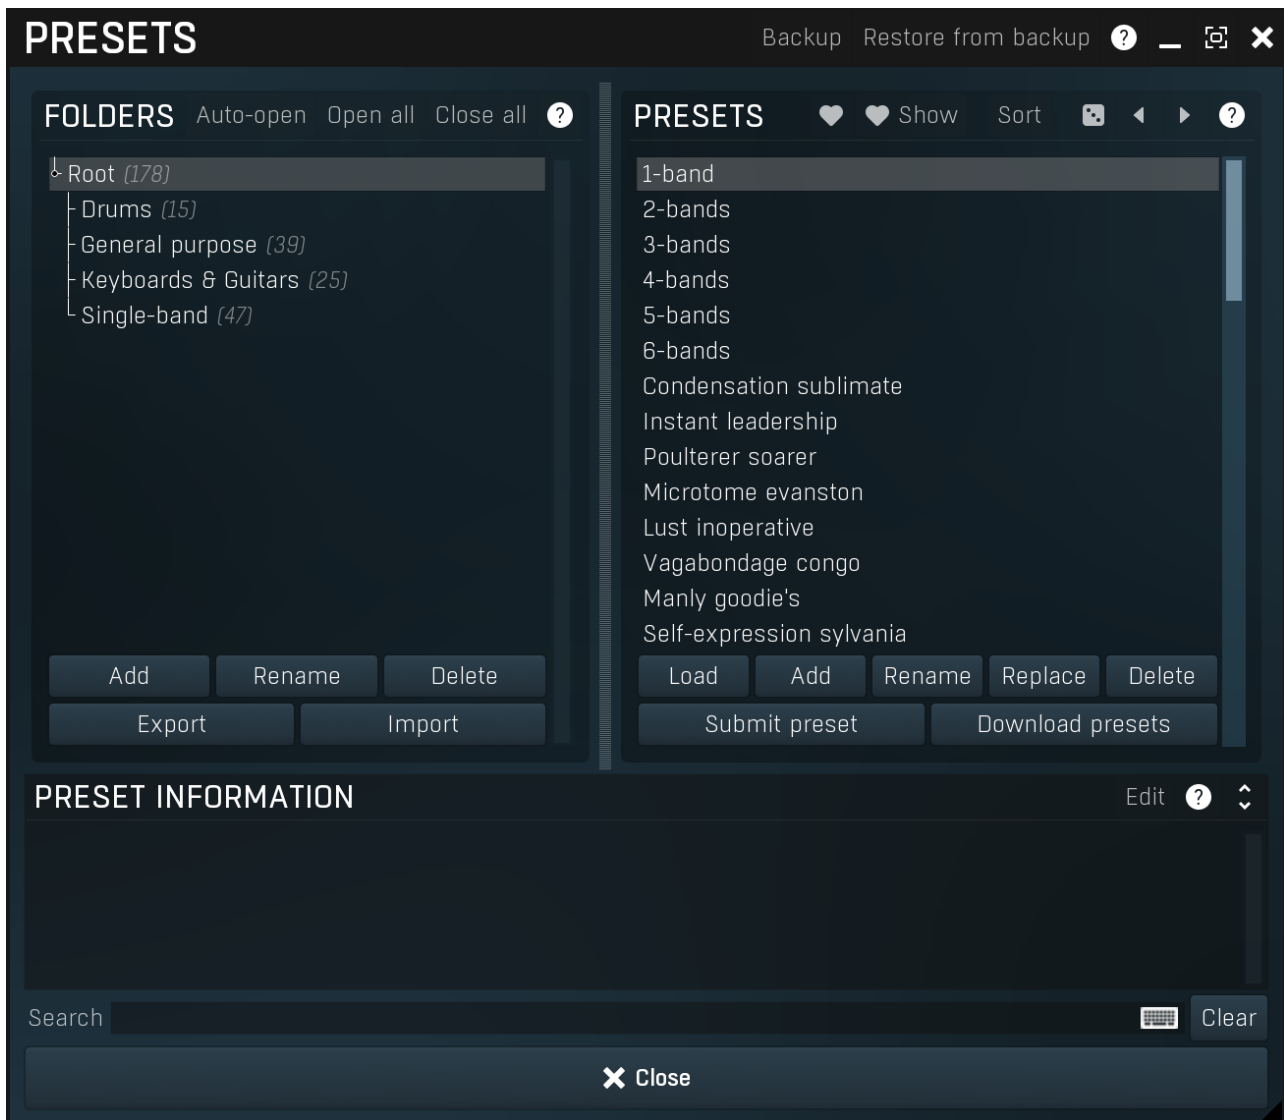 PRESETS Backup Restore from backup ?
FOLDERS Auto-open Open all Close all ?
Root (178)
Drums (15)
General purpose (39)
Keyboards & Guitars (25)
Single-band (47)
Add Rename Delete
Export Import
PRESETS Show Sort ?
1-band
2-bands
3-bands
4-bands
5-bands
6-bands
Condensation sublimate
Instant leadership
Poulterer soarer
Microtome evanston
Lust inoperative
Vagabondage congo
Manly goodie's
Self-expression sylvania
Load Add Rename Replace Delete
Submit preset Download presets
PRESET INFORMATION Edit ?
Search Clear
Close